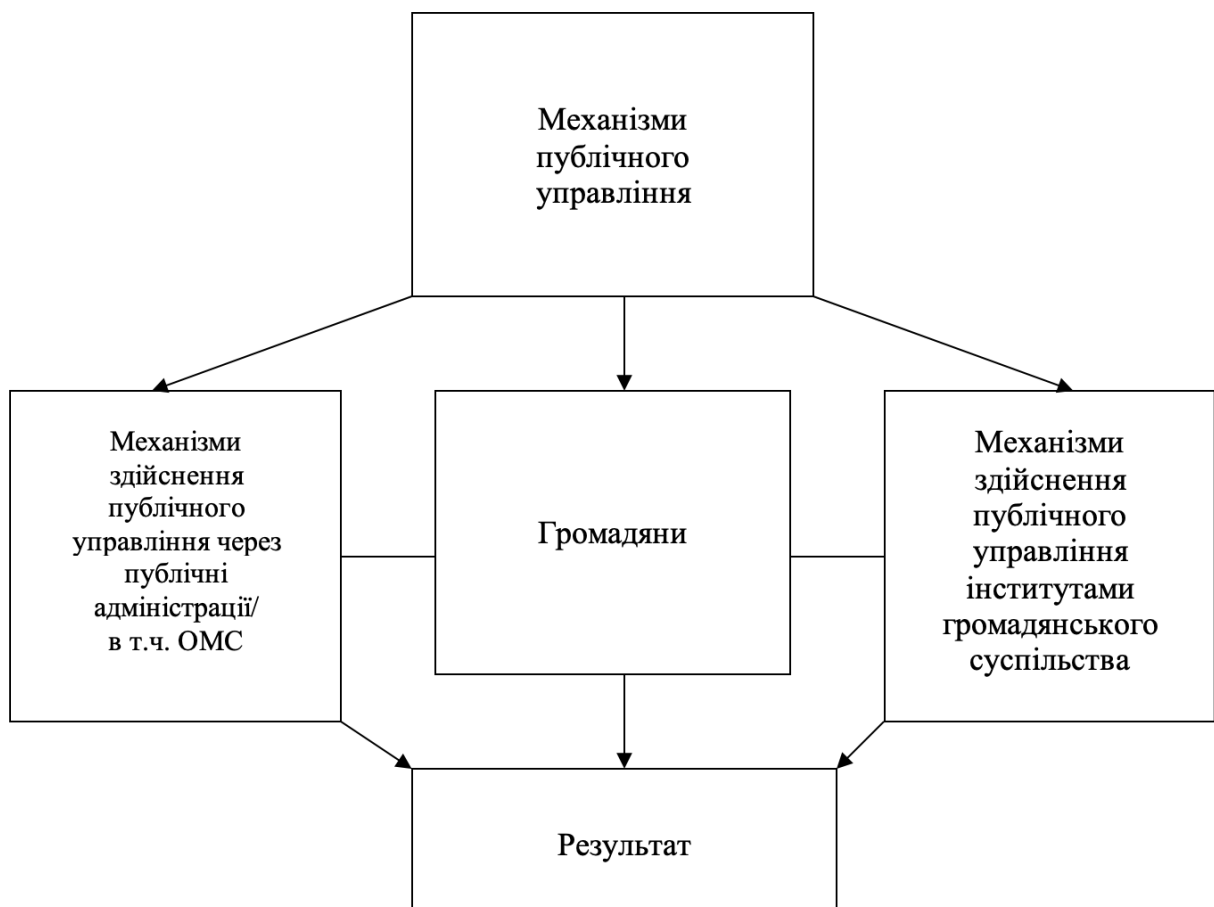 Механізми
публічного
управління
Механізми
здійснення
публічного
управління через
публічні
адміністрації/
в т.ч. ОМС
Громадяни
Механізми
здійснення
публічного
управління
інститутами
громадянського
суспільства
Результат